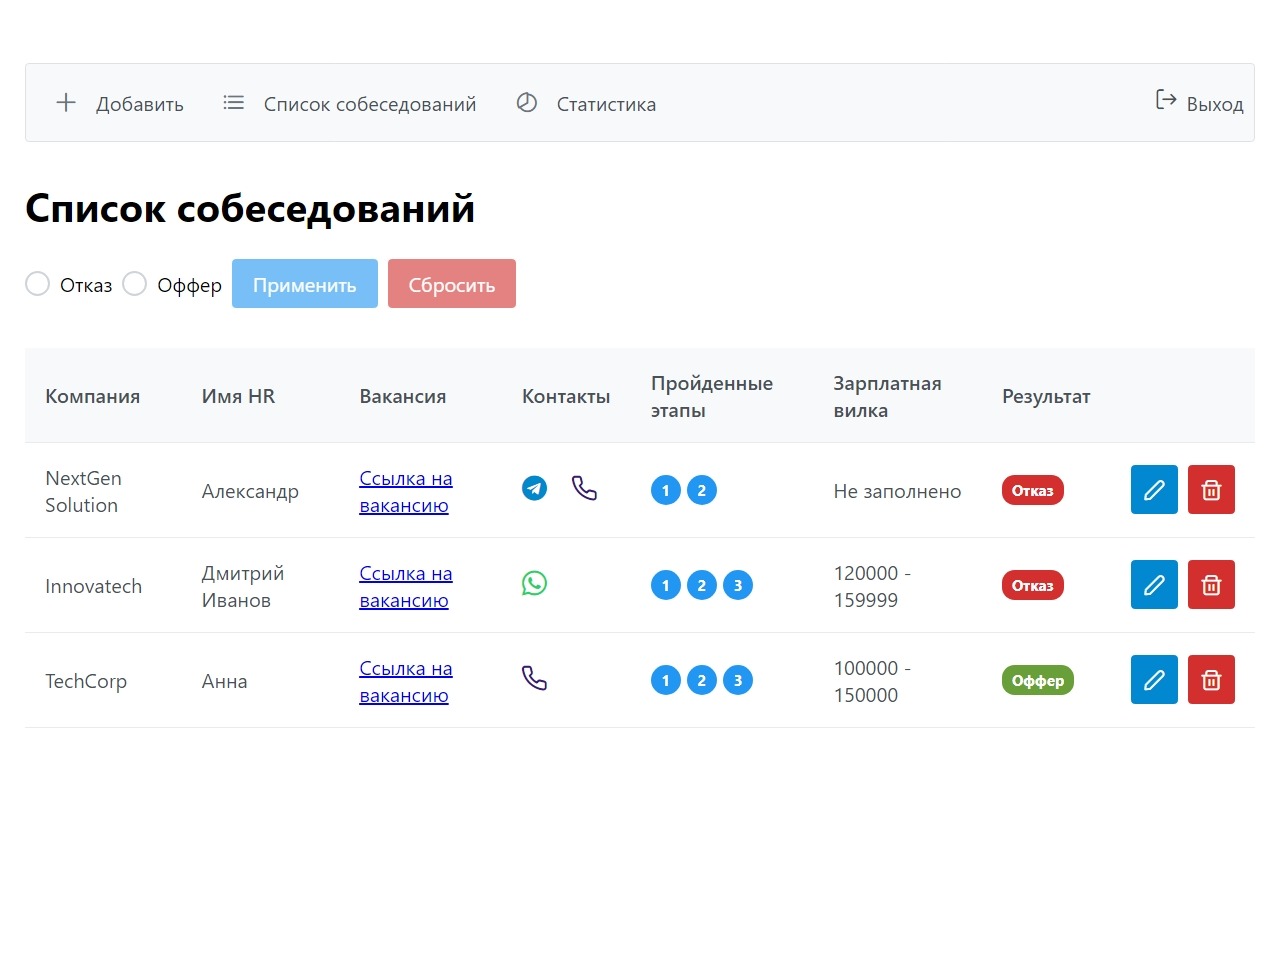 Добавить Список собеседований Статистика Выход
Список собеседований
Отказ Оффер Применить Сбросить
Компания Имя HR Вакансия Контакты Пройденные этапы Зарплатная вилка Результат
NextGen Solution Александр Ссылка на вакансию 1 2 Не заполнено Отказ
Innovatech Дмитрий Иванов Ссылка на вакансию 1 2 3 120000 - 159999 Отказ
TechCorp Анна Ссылка на вакансию 1 2 3 100000 - 150000 Оффер